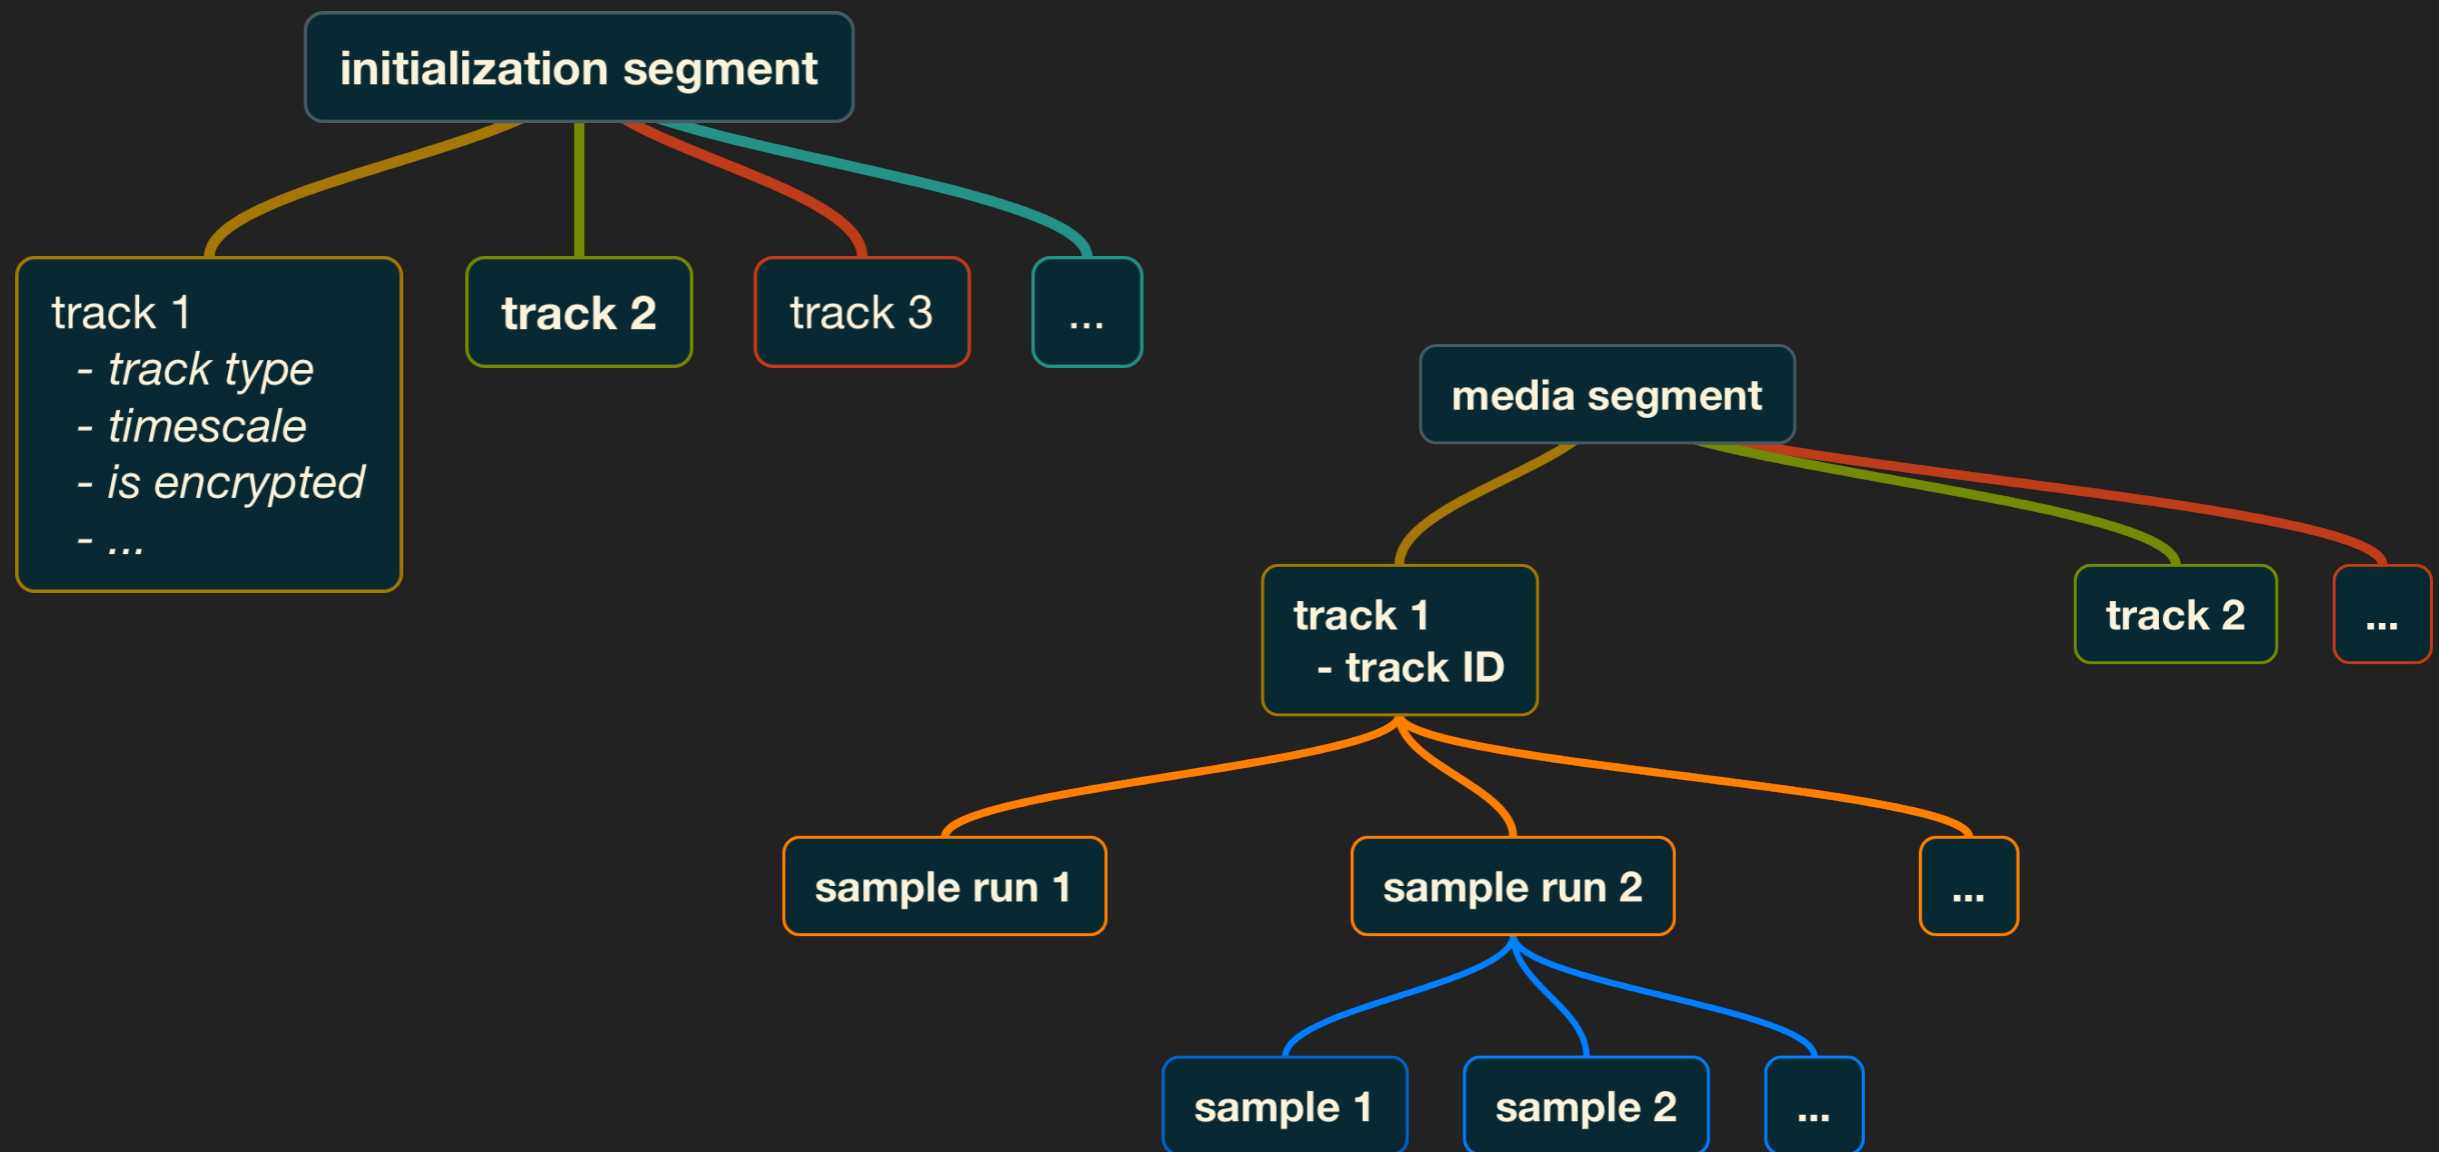 initialization segment
track 1
- track type
- timescale
- is encrypted
- ...
track 2
track 3
...
media segment
track 1
- track ID
track 2
...
sample run 1
sample run 2
...
sample 1
sample 2
...